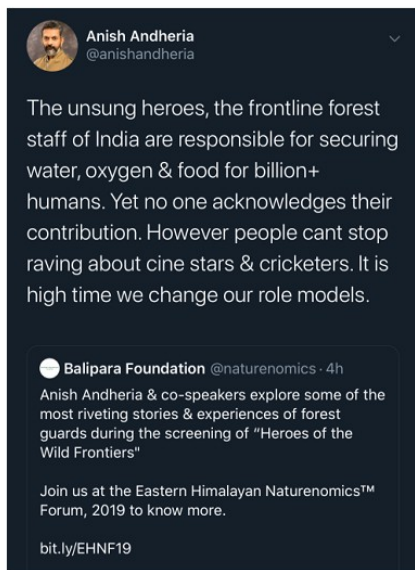 Anish Andheria
@anishandheria
The unsung heroes, the frontline forest
staff of India are responsible for securing
water, oxygen & food for billion+
humans. Yet no one acknowledges their
contribution. However people cant stop
raving about cine stars & cricketers. It is
high time we change our role models.
Balipara Foundation @naturenomics · 4h
Anish Andheria & co-speakers explore some of the
most riveting stories & experiences of forest
guards during the screening of “Heroes of the
Wild Frontiers"
Join us at the Eastern Himalayan Naturenomics™
Forum, 2019 to know more.
bit.ly/EHNF19